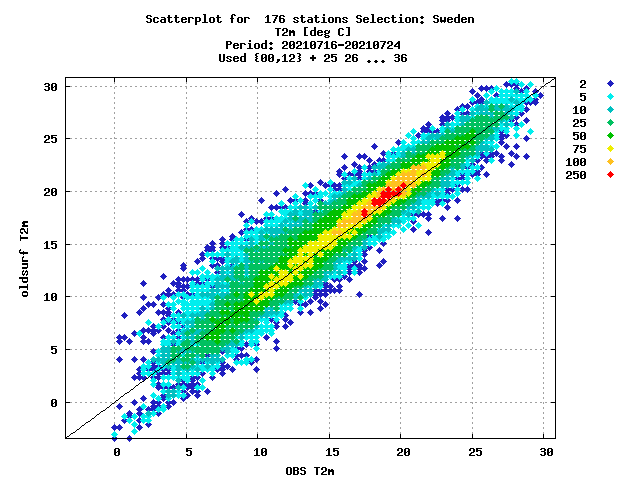 Scatterplot for  176 stations Selection: Sweden
T2m [deg C]
Period: 20210716-20210724
Used {00,12} + 25 26 ... 36
30
25
20
15
10
5
0
oldsurf T2m
0 5 10 15 20 25 30
OBS T2m
2
5
10
25
50
75
100
250